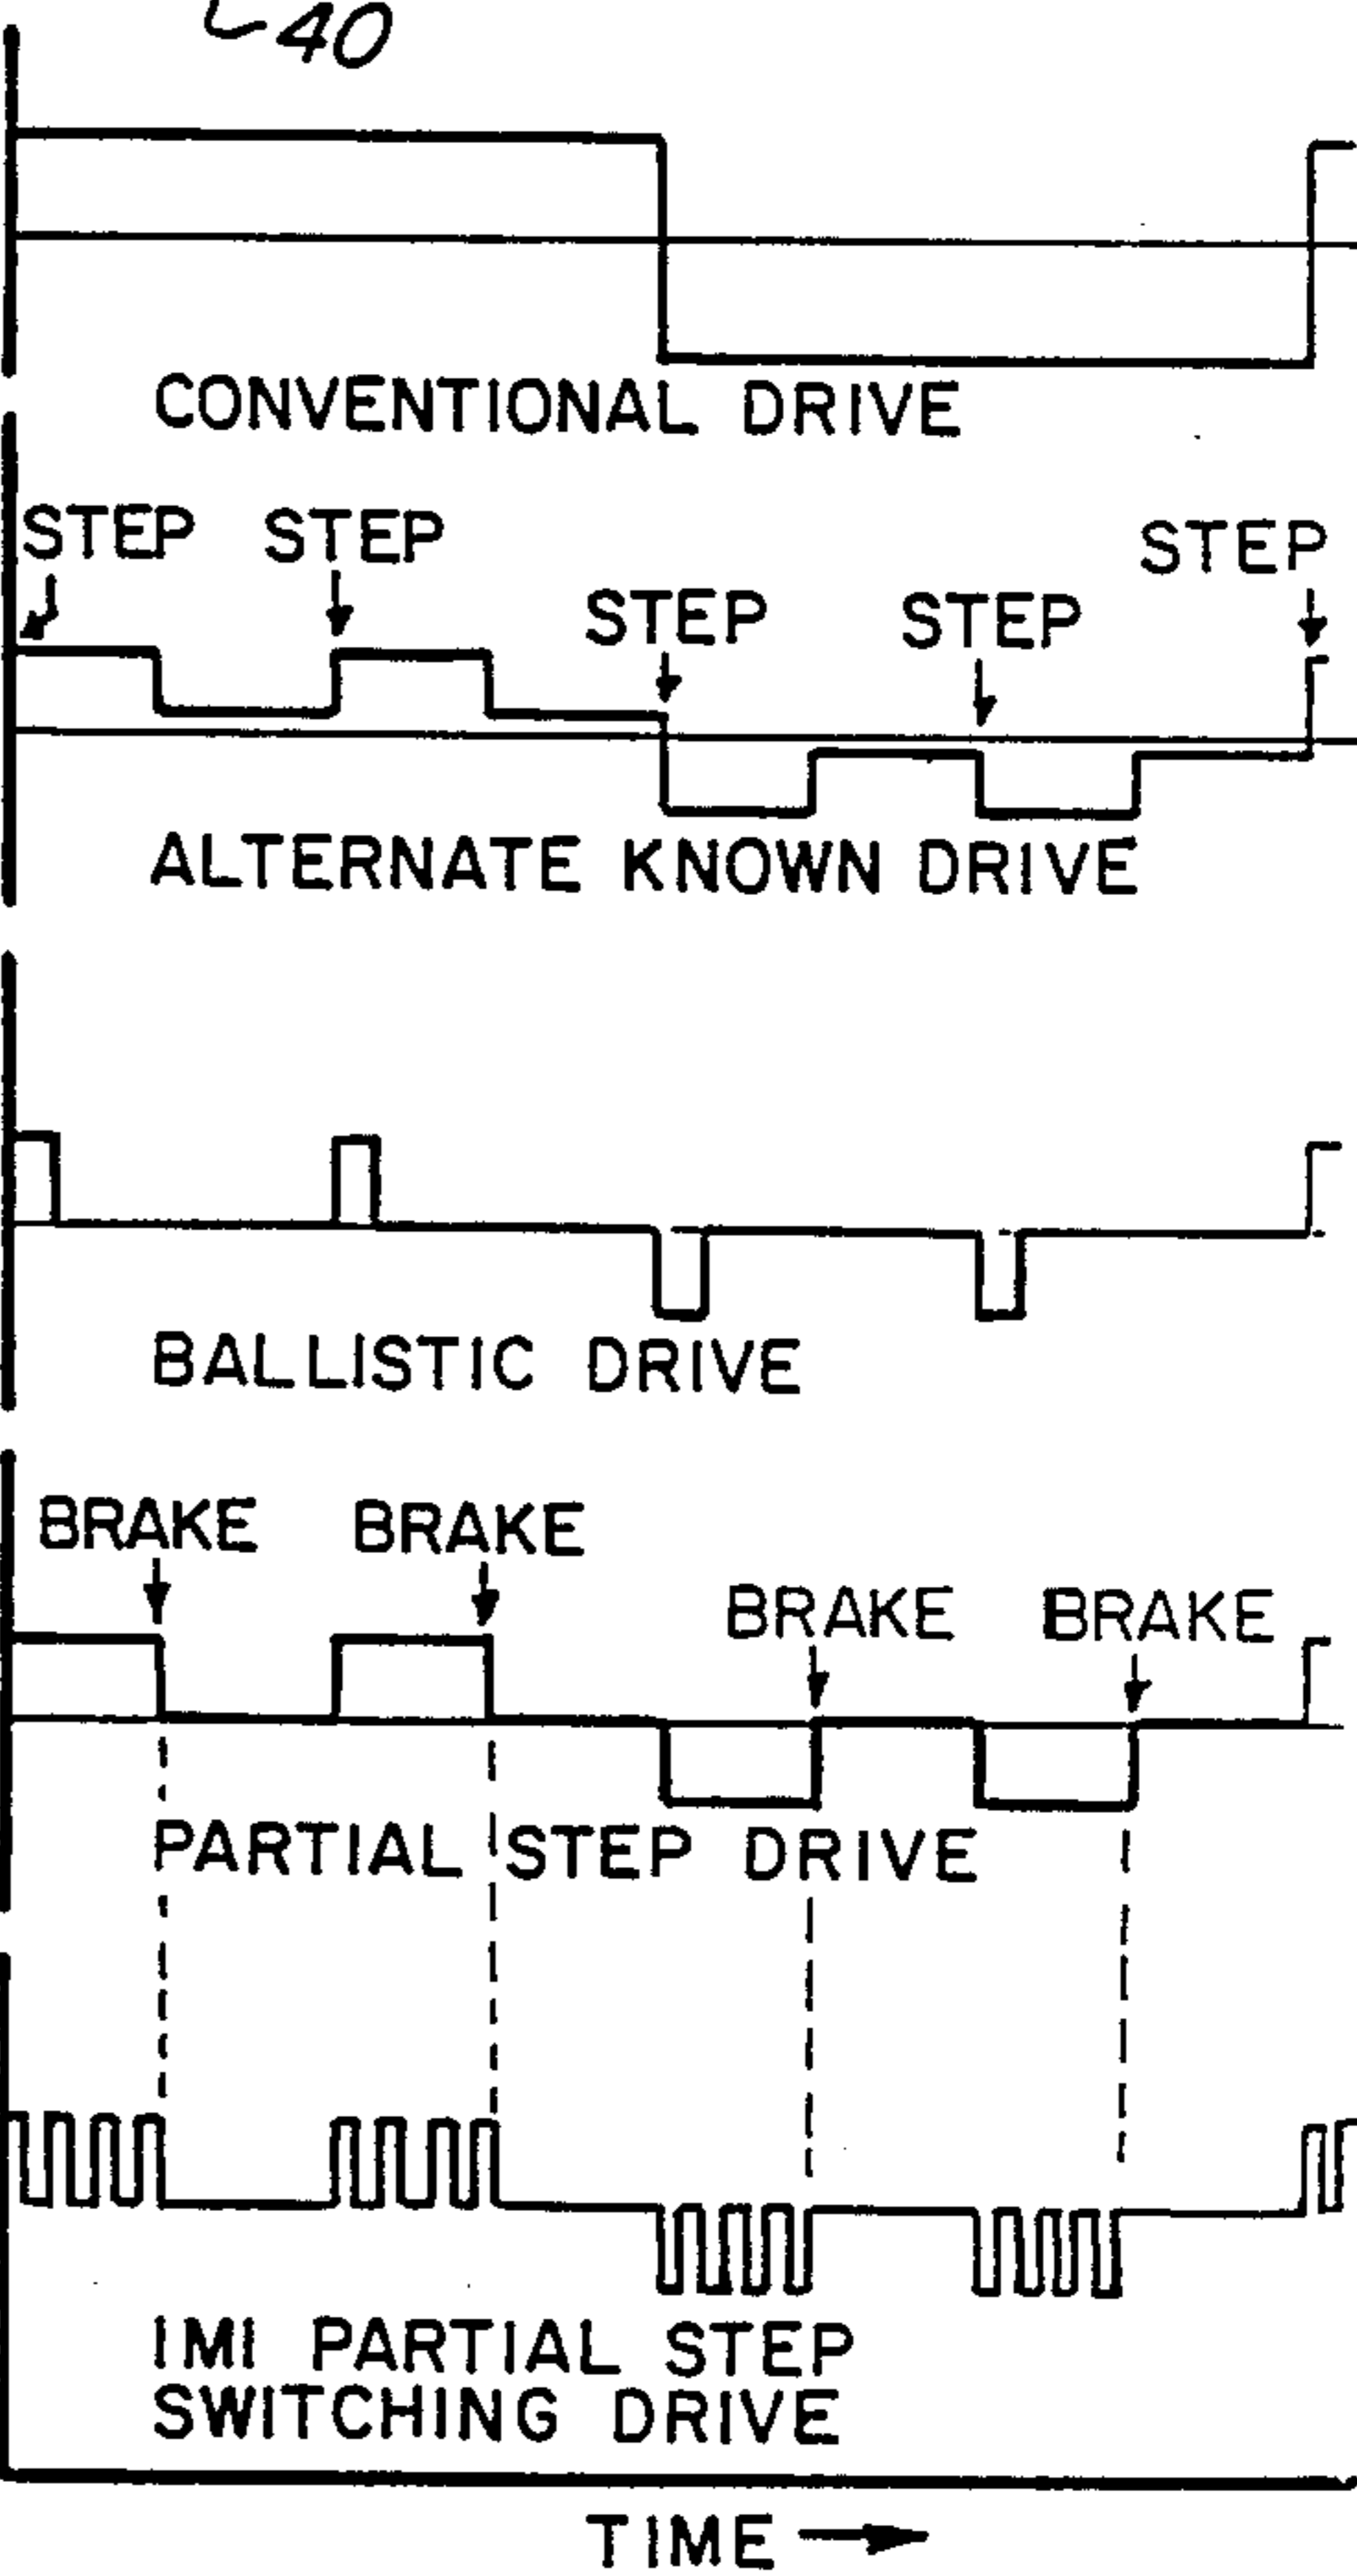 40
CONVENTIONAL DRIVE
STEP STEP STEP STEP STEP
ALTERNATE KNOWN DRIVE
BALLISTIC DRIVE
BRAKE BRAKE BRAKE BRAKE
PARTIAL STEP DRIVE
IMI PARTIAL STEP
SWITCHING DRIVE
TIME